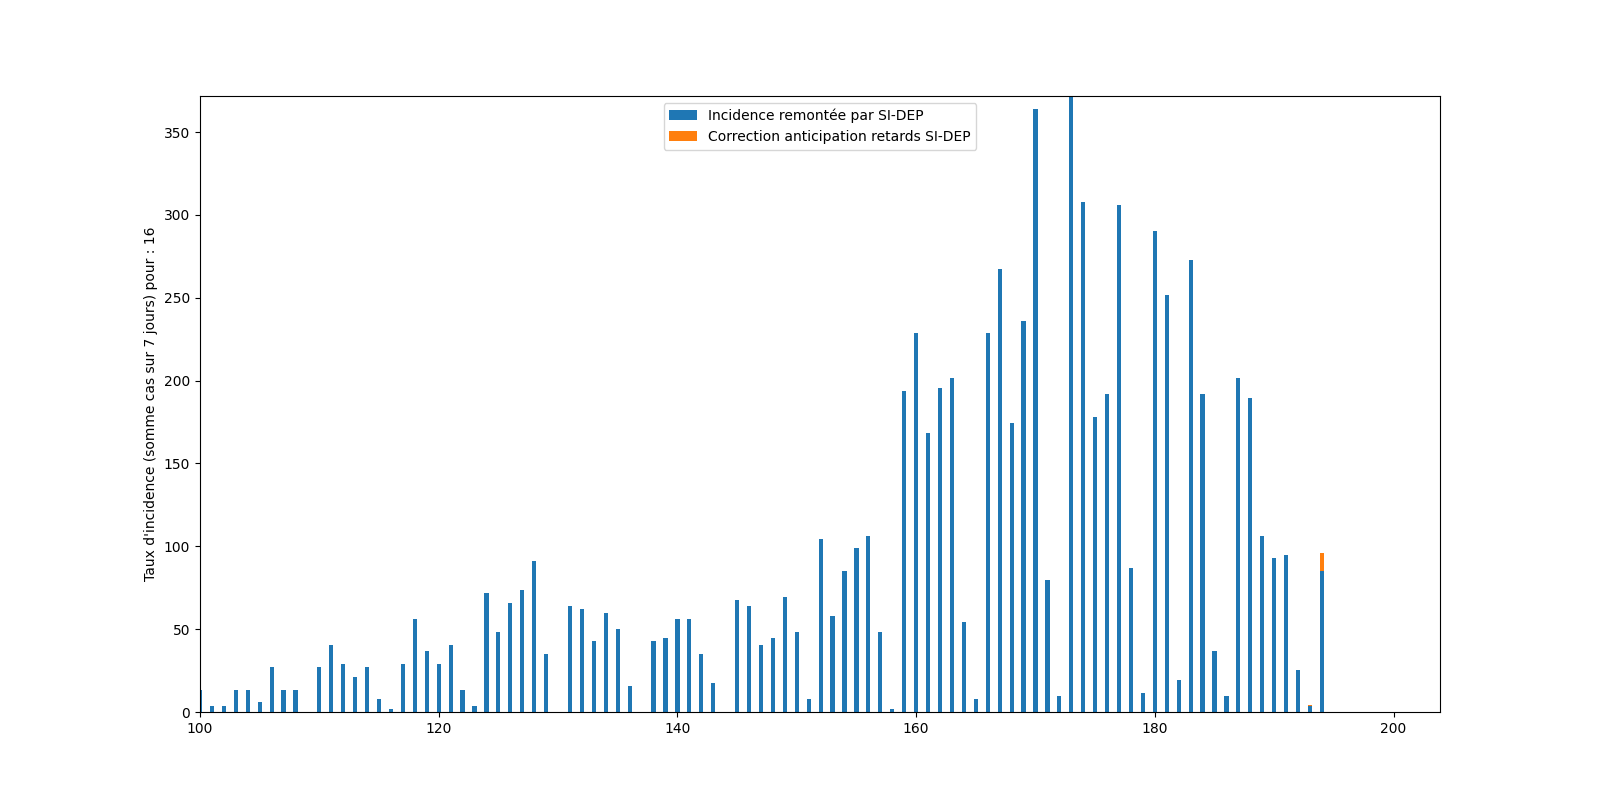 Incidence remontée par SI-DEP
Correction anticipation retards SI-DEP
Taux d'incidence (somme cas sur 7 jours) pour : 16
350
300
250
200
150
100
50
0
100 120 140 160 180 200